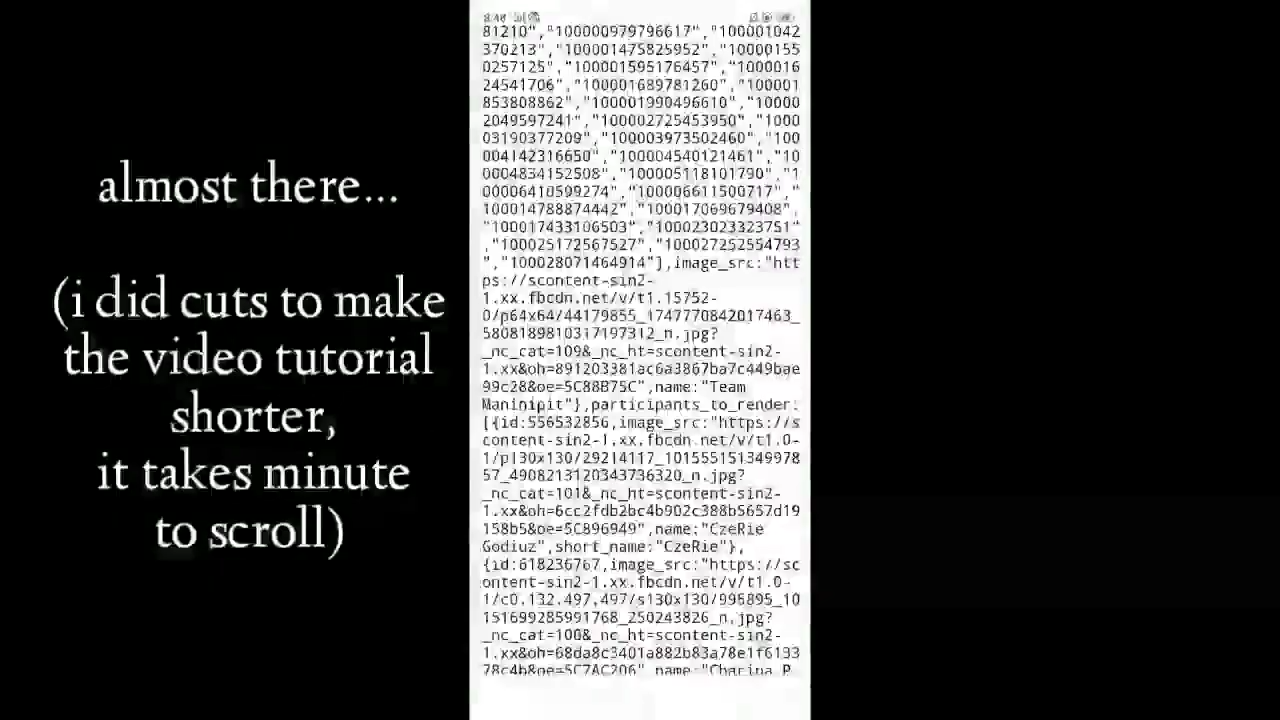 almost there...
(i did cuts to make
the video tutorial
shorter,
it takes minute
to scroll)
8:40
81210","100000979796617","100001042
370213","100001475825952","10000155
0257125","100001595176457","1000016
24541706","100001689781260","100001
853808862","100001990496610","10000
2049597241","100002725453950","1000
03190377209","100003973502460","100
004142316650","100004540121461","10
0004834152508","100005118101790","1
00006410599274","100006611500717","
100014788874442","100017069679408",
"100017433106503","100023023323751"
,"100025172567527","100027252554793
","100028071464914"],image_src:"htt
ps://scontent-sin2-
1.xx.fbcdn.net/v/t1.15752-
0/p64x64/44179855_1747770842017463_
5808189810317197312_n.jpg?
_nc_cat=109&_nc_ht=scontent-sin2-
1.xx&oh=891203381ac6a3867ba7c449bae
99c28&oe=5C88B75C",name:"Team
Maninipit"},participants_to_render:
[{id:556532856,image_src:"https://s
content-sin2-1.xx.fbcdn.net/v/t1.0-
1/p130x130/29214117_101555151349978
57_4908213120343736320_n.jpg?
_nc_cat=101&_nc_ht=scontent-sin2-
1.xx&oh=6cc2fdb2bc4b902c388b5657d19
158b5&oe=5C896949",name:"CzeRie
Godiuz",short_name:"CzeRie"},
{id:618236767,image_src:"https://sc
ontent-sin2-1.xx.fbcdn.net/v/t1.0-
1/c0.132.497.497/s130x130/996895_10
151699285991768_250243826_n.jpg?
_nc_cat=100&_nc_ht=scontent-sin2-
1.xx&oh=68da8c3401a882b83a78e1f6193
78c4b&oe=5C7AC206",name:"Charina P